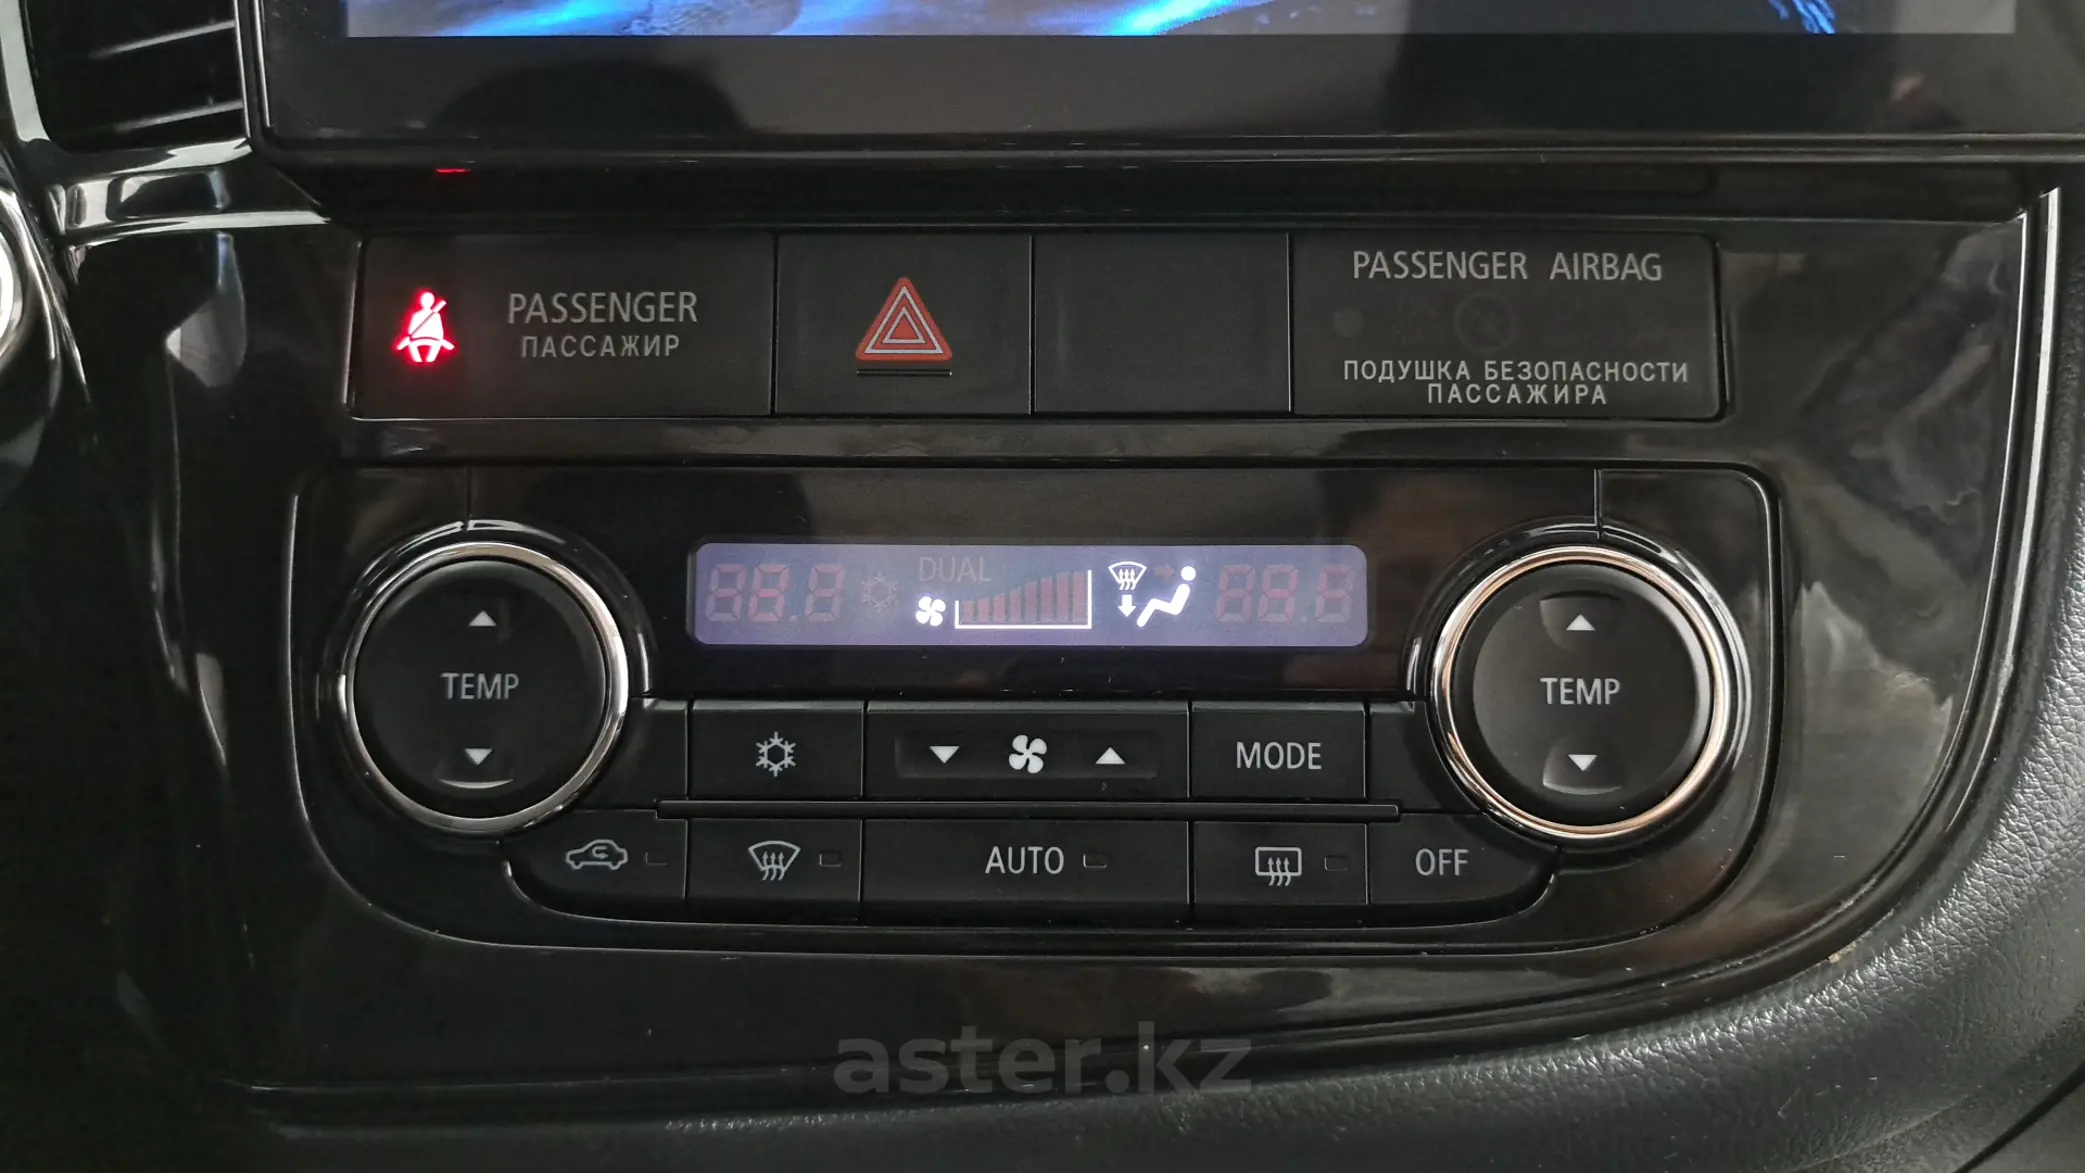 PASSENGER
ПАССАЖИР
PASSENGER AIRBAG
ПОДУШКА БЕЗОПАСНОСТИ
ПАССАЖИРА
DUAL
TEMP
TEMP
MODE
AUTO
OFF
aster.kz